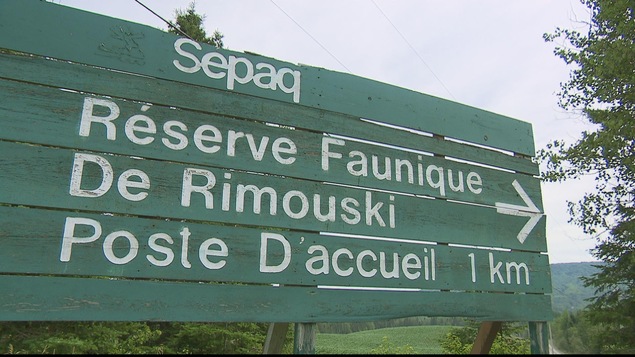 Sepaq
Réserve Faunique
De Rimouski
Poste D'accueil 1 km